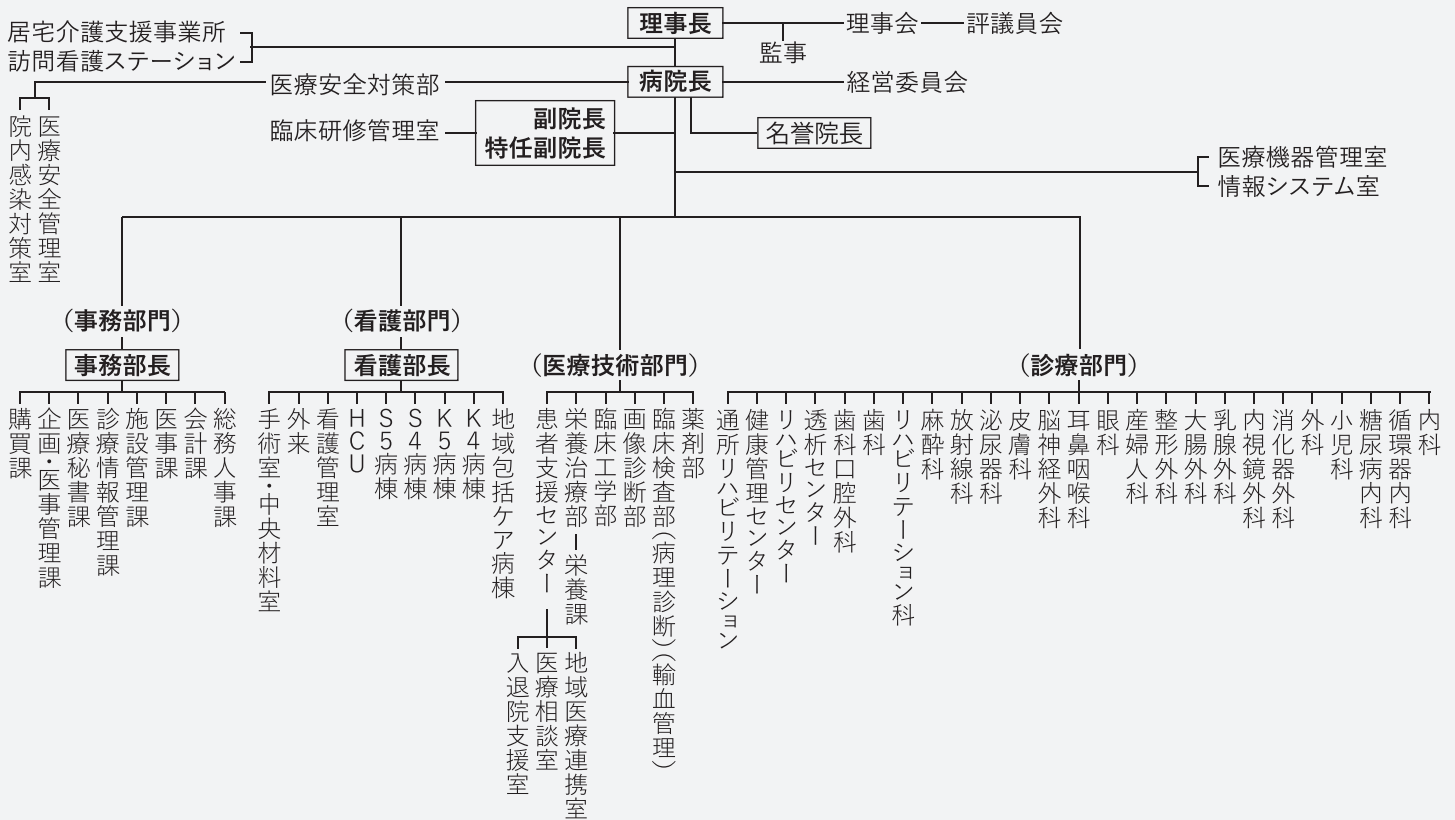 理事長
理事会
評議員会
監事
居宅介護支援事業所
訪問看護ステーション
病院長
医療安全対策部
経営委員会
医療安全管理室
院内感染対策室
副院長
特任副院長
臨床研修管理室
名誉院長
医療機器管理室
情報システム室
（事務部門）
事務部長
購買課
企画・医事管理課
医療秘書課
診療情報管理課
施設管理課
医事課
会計課
総務人事課
（看護部門）
看護部長
手術室・中央材料室
外来
看護管理室
HCU
S5病棟
S4病棟
K5病棟
K4病棟
地域包括ケア病棟
（医療技術部門）
患者支援センター
入退院支援室
医療相談室
地域医療連携室
栄養治療部
栄養課
臨床工学部
画像診断部
臨床検査部（病理診断）（輸血管理）
薬剤部
（診療部門）
通所リハビリテーション
健康管理センター
リハビリセンター
透析センター
歯科口腔外科
歯科
リハビリテーション科
麻酔科
放射線科
泌尿器科
皮膚科
脳神経外科
耳鼻咽喉科
眼科
産婦人科
整形外科
大腸外科
乳腺外科
内視鏡外科
消化器外科
外科
小児科
糖尿病内科
循環器内科
内科